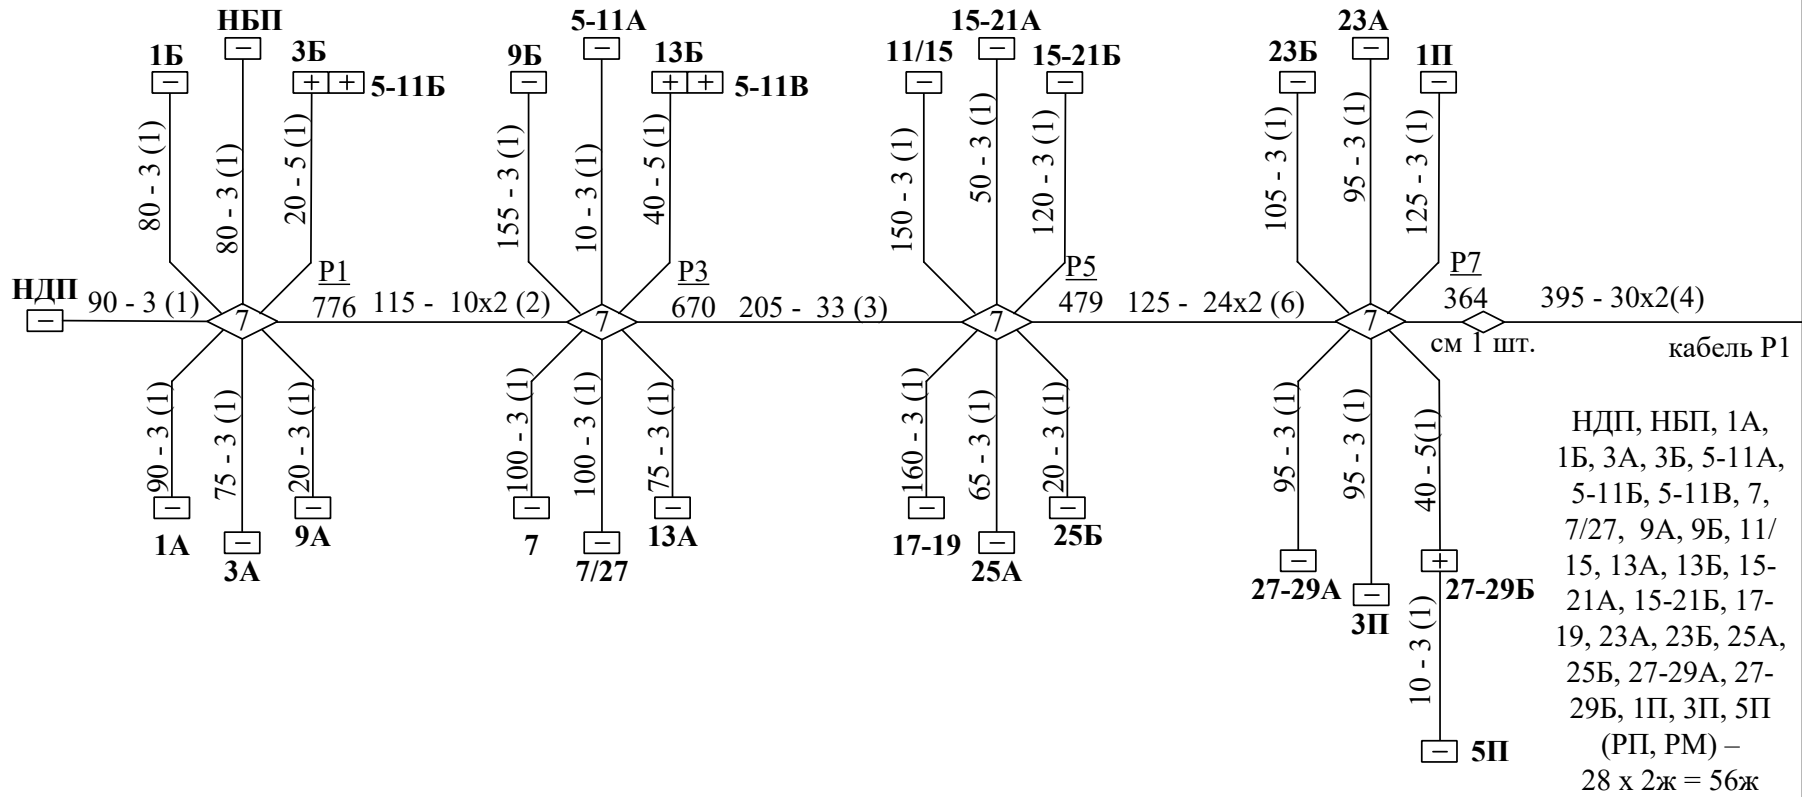 НБП
5-11А
15-21А
23А
1Б
3Б
9Б
13Б
11/15
15-21Б
23Б
1П
− + + 5-11Б
− + + 5-11В
80 - 3 (1)
80 - 3 (1)
20 - 5 (1)
155 - 3 (1)
10 - 3 (1)
40 - 5 (1)
150 - 3 (1)
50 - 3 (1)
120 - 3 (1)
105 - 3 (1)
95 - 3 (1)
125 - 3 (1)
Р1
Р3
Р5
Р7
НДП
90 - 3 (1)
7
776
115 - 10х2 (2)
7
670
205 - 33 (3)
7
479
125 - 24х2 (6)
7
364
395 - 30х2(4)
см 1 шт.
кабель Р1
90 - 3 (1)
75 - 3 (1)
20 - 3 (1)
100 - 3 (1)
100 - 3 (1)
75 - 3 (1)
160 - 3 (1)
65 - 3 (1)
20 - 3 (1)
95 - 3 (1)
95 - 3 (1)
40 - 5(1)
1А
3А
9А
7
7/27
13А
17-19
25А
25Б
27-29А
3П
+
27-29Б
10 - 3 (1)
5П
НДП, НБП, 1А,
1Б, 3А, 3Б, 5-11А,
5-11Б, 5-11В, 7,
7/27, 9А, 9Б, 11/
15, 13А, 13Б, 15-
21А, 15-21Б, 17-
19, 23А, 23Б, 25А,
25Б, 27-29А, 27-
29Б, 1П, 3П, 5П
(РП, РМ) –
28 х 2ж = 56ж